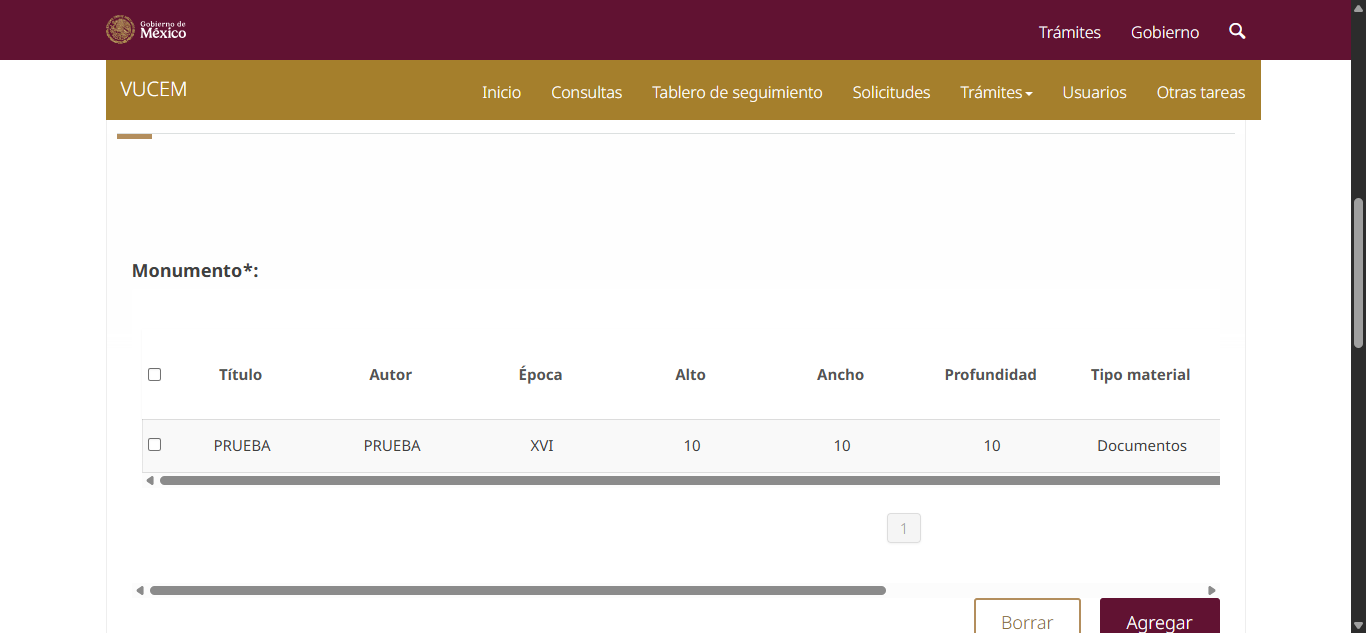 Gobierno de
México
Trámites Gobierno
VUCEM Inicio Consultas Tablero de seguimiento Solicitudes Trámites Usuarios Otras tareas
Monumento*:
Título Autor Época Alto Ancho Profundidad Tipo material
PRUEBA PRUEBA XVI 10 10 10 Documentos
1
Borrar Agregar